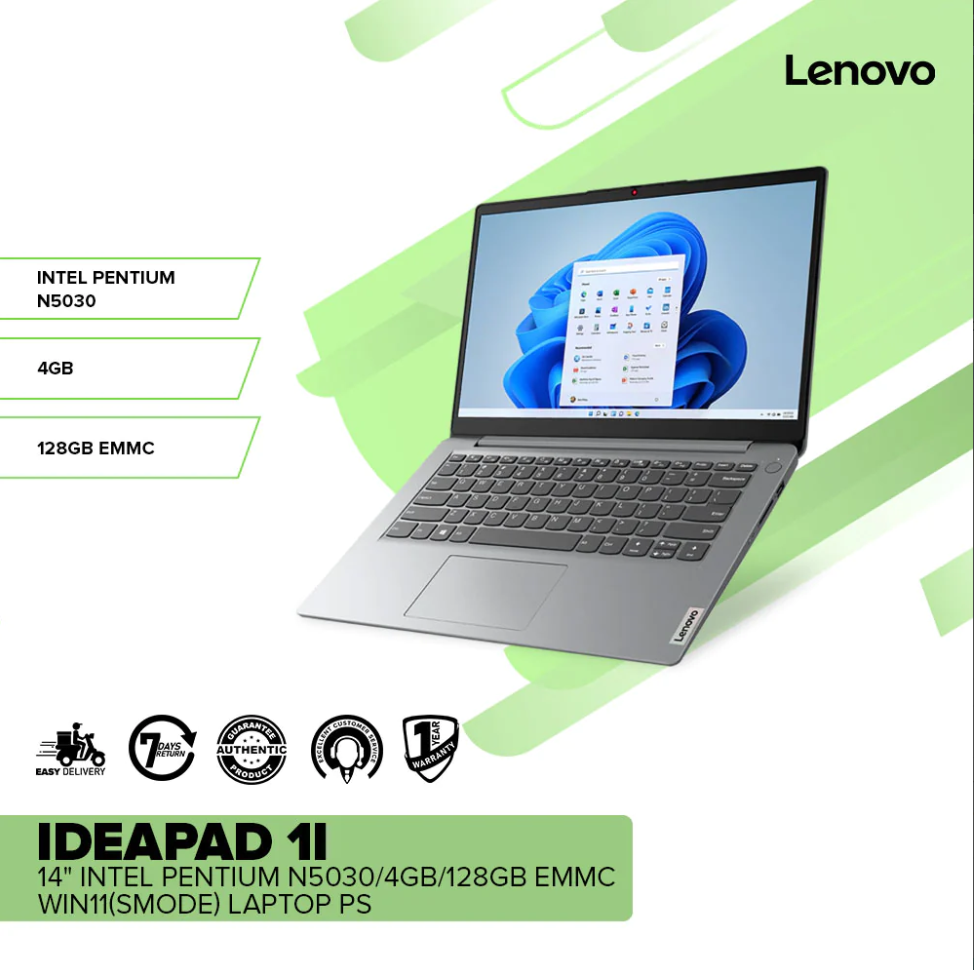 Lenovo
INTEL PENTIUM
N5030
4GB
128GB EMMC
Lenovo
EASY DELIVERY
7 DAYS
RETURN
GUARANTEE
AUTHENTIC
PRODUCT
EXCELLENT CUSTOMER SERVICE
1 YEAR
WARRANTY
IDEAPAD 1I
14" INTEL PENTIUM N5030/4GB/128GB EMMC
WIN11(SMODE) LAPTOP PS